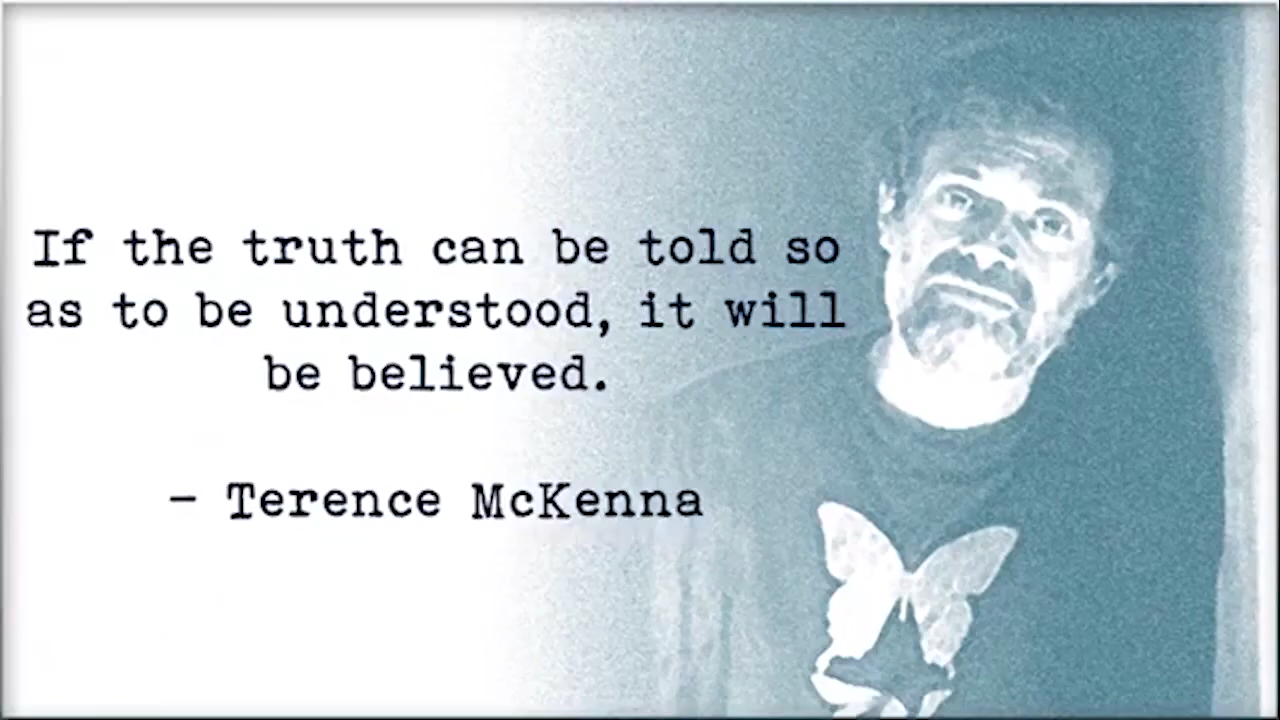 If the truth can be told so
as to be understood, it will
be believed.
- Terence McKenna